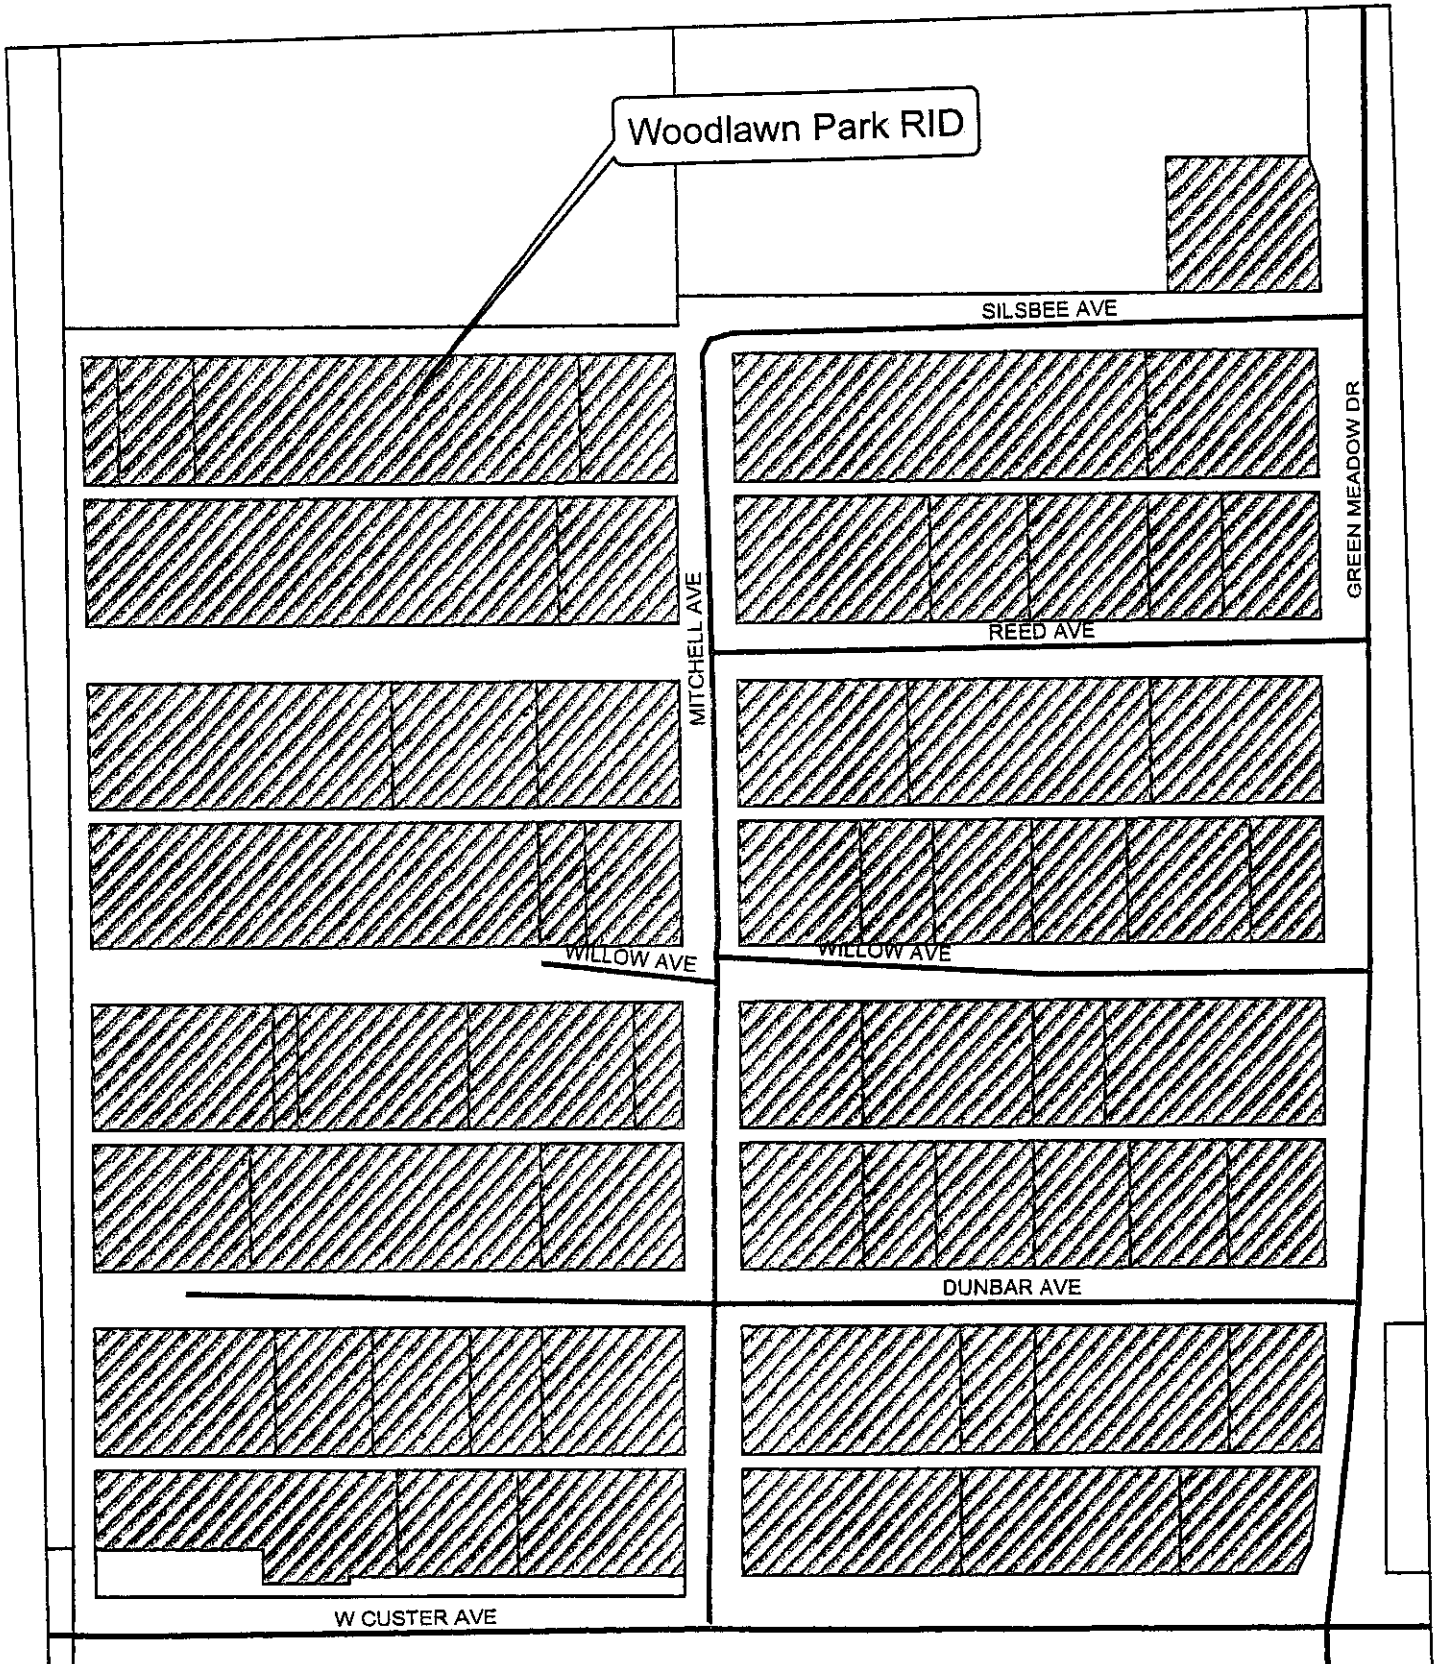 Woodlawn Park RID
SILSBEE AVE
GREEN MEADOW DR
MITCHELL AVE
REED AVE
WILLOW AVE
WILLOW AVE
DUNBAR AVE
W CUSTER AVE